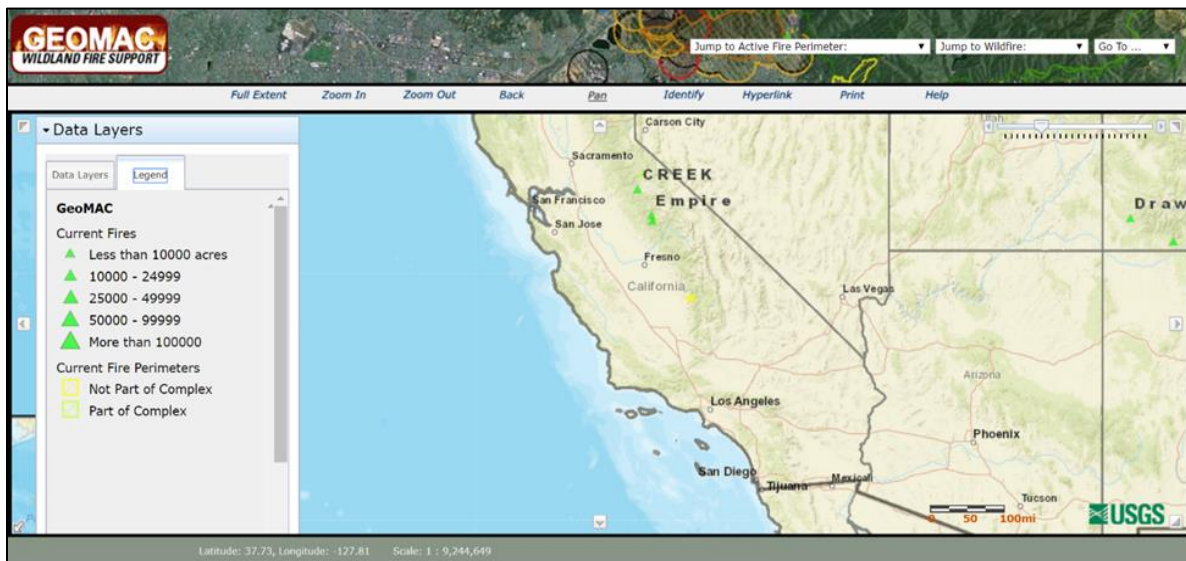 GEOMAC
WILDLAND FIRE SUPPORT
Jump to Active Fire Perimeter:
Jump to Wildfire:
Go To ...
Full Extent
Zoom In
Zoom Out
Back
Pan
Identify
Hyperlink
Print
Help
Data Layers
Data Layers
Legend
GeoMAC
Current Fires
Less than 10000 acres
10000 - 24999
25000 - 49999
50000 - 99999
More than 100000
Current Fire Perimeters
Not Part of Complex
Part of Complex
Carson City
Utah
Sacramento
CREEK
San Francisco
Empire
Draw
San Jose
Fresno
California
Las Vegas
Arizona
Los Angeles
Phoenix
San Diego
Tijuana
Mexicali
Tucson
0 50 100mi
USGS
Latitude: 37.73, Longitude: -127.81
Scale: 1 : 9,244,649